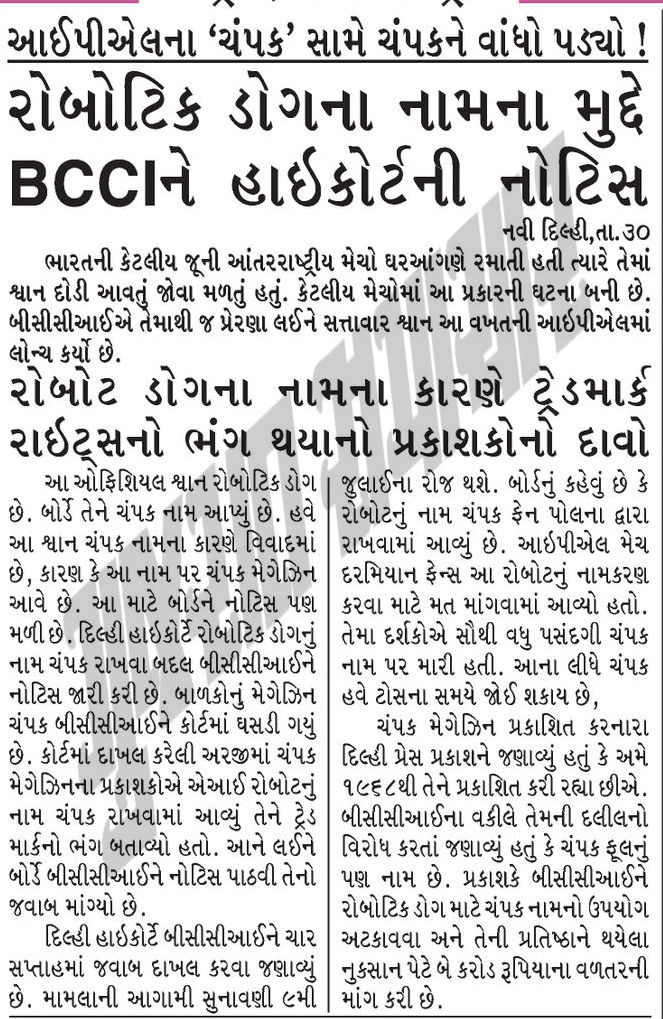 આઈપીએલના ‘ચંપક’ સામે ચંપકને વાંધો પડ્યો !
રોબોટિક ડોગના નામના મુદ્દે
BCCIને હાઇકોર્ટની નોટિસ
નવી દિલ્હી,તા.૩૦
ભારતની કેટલીય જૂની આંતરરાષ્ટ્રીય મેચો ઘરઆંગણે રમાતી હતી ત્યારે તેમાં
શ્વાન દોડી આવતું જોવા મળતું હતું. કેટલીય મેચોમાં આ પ્રકારની ઘટના બની છે.
બીસીસીઆઈએ તેમાથી જ પ્રેરણા લઈને સત્તાવાર શ્વાન આ વખતની આઇપીએલમાં
લોન્ચ કર્યો છે.
રોબોટ ડોગના નામના કારણે ટ્રેડમાર્ક
રાઇટ્સનો ભંગ થયાનો પ્રકાશકોનો દાવો
આ ઓફિશિયલ શ્વાન રોબોટિક ડોગ
છે. બોર્ડે તેને ચંપક નામ આપ્યું છે. હવે
આ શ્વાન ચંપક નામના કારણે વિવાદમાં
છે, કારણ કે આ નામ પર ચંપક મેગેઝિન
આવે છે. આ માટે બોર્ડને નોટિસ પણ
મળી છે. દિલ્હી હાઇકોર્ટે રોબોટિક ડોગનું
નામ ચંપક રાખવા બદલ બીસીસીઆઈને
નોટિસ જારી કરી છે. બાળકોનું મેગેઝિન
ચંપક બીસીસીઆઈને કોર્ટમાં ઘસડી ગયું
છે. કોર્ટમાં દાખલ કરેલી અરજીમાં ચંપક
મેગેઝિનના પ્રકાશકોએ એઆઈ રોબોટનું
નામ ચંપક રાખવામાં આવ્યું તેને ટ્રેડ
માર્કનો ભંગ બતાવ્યો હતો. આને લઈને
બોર્ડે બીસીસીઆઈને નોટિસ પાઠવી તેનો
જવાબ માંગ્યો છે.
દિલ્હી હાઇકોર્ટે બીસીસીઆઈને ચાર
સપ્તાહમાં જવાબ દાખલ કરવા જણાવ્યું
છે. મામલાની આગામી સુનાવણી ૯મી
જુલાઈના રોજ થશે. બોર્ડનું કહેવું છે કે
રોબોટનું નામ ચંપક ફેન પોલના દ્વારા
રાખવામાં આવ્યું છે. આઇપીએલ મેચ
દરમિયાન ફેન્સ આ રોબોટનું નામકરણ
કરવા માટે મત માંગવામાં આવ્યો હતો.
તેમા દર્શકોએ સૌથી વધુ પસંદગી ચંપક
નામ પર મારી હતી. આના લીધે ચંપક
હવે ટોસના સમયે જોઈ શકાય છે,
ચંપક મેગેઝિન પ્રકાશિત કરનારા
દિલ્હી પ્રેસ પ્રકાશને જણાવ્યું હતું કે અમે
૧૯૬૮થી તેને પ્રકાશિત કરી રહ્યા છીએ.
બીસીસીઆઈના વકીલે તેમની દલીલનો
વિરોધ કરતાં જણાવ્યું હતું કે ચંપક ફૂલનું
પણ નામ છે. પ્રકાશકે બીસીસીઆઈને
રોબોટિક ડોગ માટે ચંપક નામનો ઉપયોગ
અટકાવવા અને તેની પ્રતિષ્ઠાને થયેલા
નુકસાન પેટે બે કરોડ રૂપિયાના વળતરની
માંગ કરી છે.
ગુજરાત સમાચાર